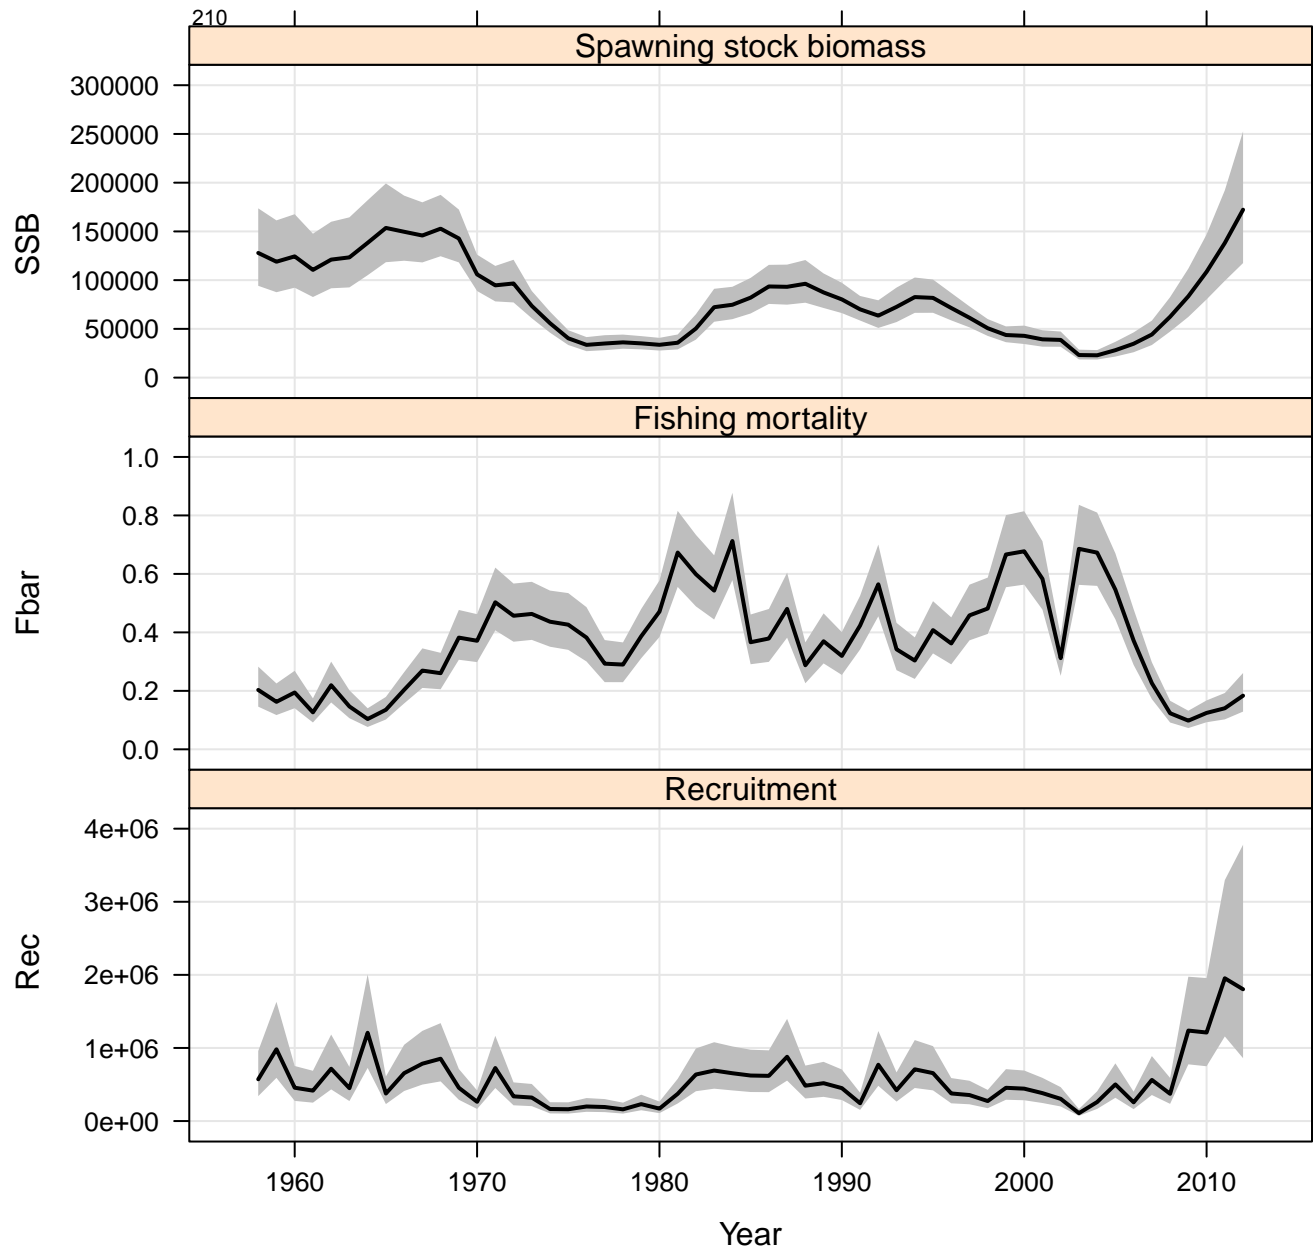 210
Spawning stock biomass
300000
250000
200000
150000
100000
50000
0
SSB
Fishing mortality
1.0
0.8
0.6
0.4
0.2
0.0
Fbar
Recruitment
4e+06
3e+06
2e+06
1e+06
0e+00
Rec
1960 1970 1980 1990 2000 2010
Year